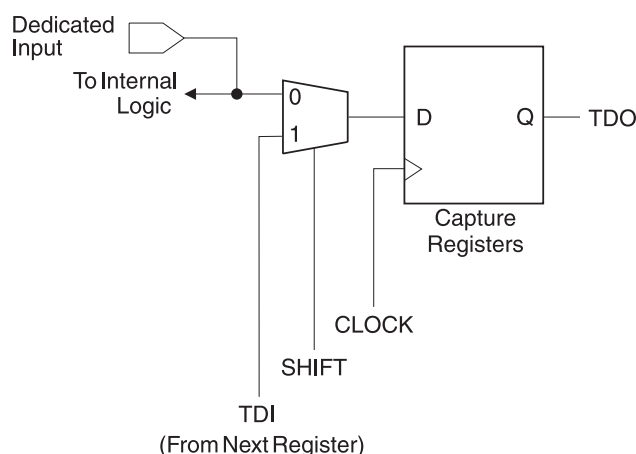 Dedicated
Input
To Internal
Logic
0
1
D
Q
TDO
Capture
Registers
CLOCK
SHIFT
TDI
(From Next Register)